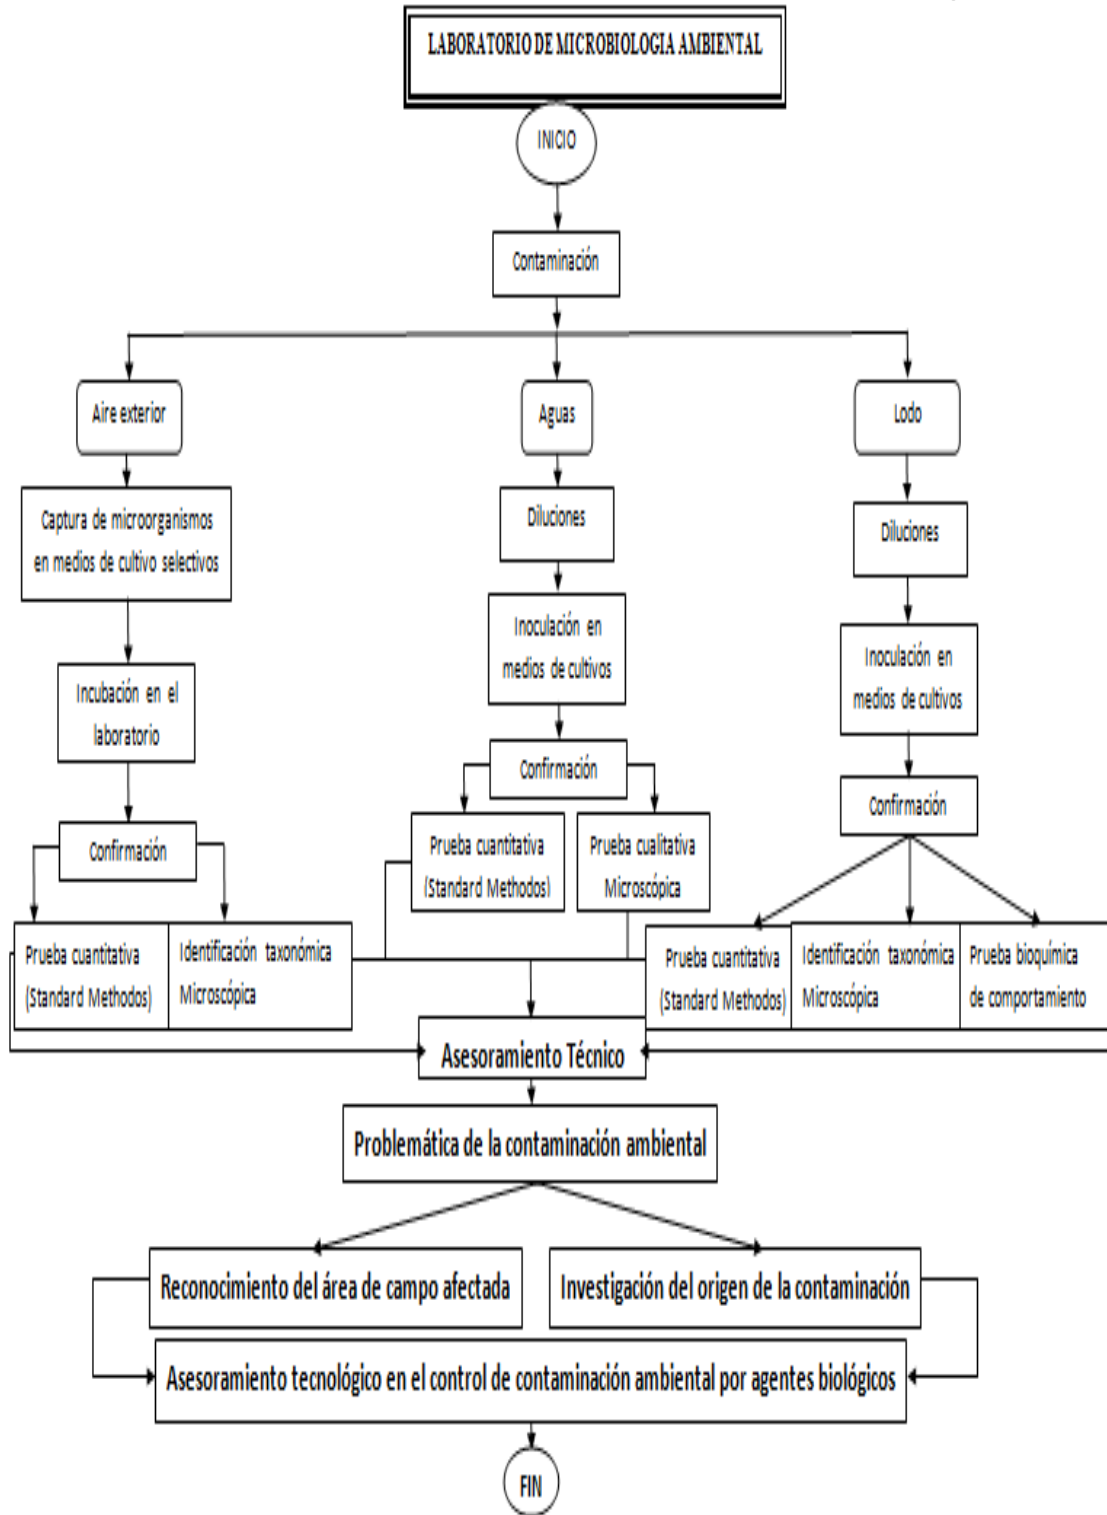 LABORATORIO DE MICROBIOLOGIA AMBIENTAL
INICIO
Contaminación
Aire exterior
Aguas
Lodo
Captura de microorganismos
en medios de cultivo selectivos
Diluciones
Diluciones
Inoculación en
medios de cultivos
Inoculación en
medios de cultivos
Incubación en el
laboratorio
Confirmación
Confirmación
Confirmación
Prueba cuantitativa
(Standard Methodos)
Prueba cualitativa
Microscópica
Prueba cuantitativa
(Standard Methodos)
Identificación taxonómica
Microscópica
Prueba cuantitativa
(Standard Methodos)
Identificación taxonómica
Microscópica
Prueba bioquímica
de comportamiento
Asesoramiento Técnico
Problemática de la contaminación ambiental
Reconocimiento del área de campo afectada
Investigación del origen de la contaminación
Asesoramiento tecnológico en el control de contaminación ambiental por agentes biológicos
FIN